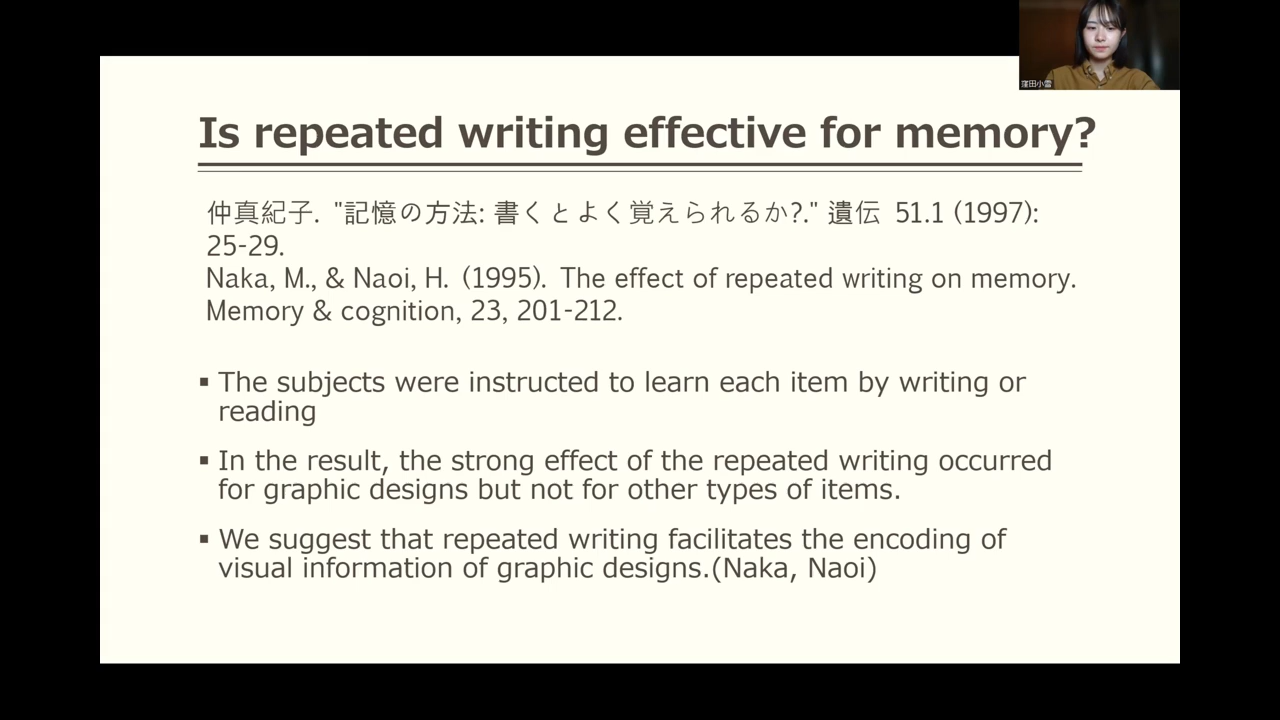 窪田小雪
Is repeated writing effective for memory?
仲真紀子. "記憶の方法: 書くとよく覚えられるか?." 遺伝 51.1 (1997):
25-29.
Naka, M., & Naoi, H. (1995). The effect of repeated writing on memory.
Memory & cognition, 23, 201-212.
▪ The subjects were instructed to learn each item by writing or
reading
▪ In the result, the strong effect of the repeated writing occurred
for graphic designs but not for other types of items.
▪ We suggest that repeated writing facilitates the encoding of
visual information of graphic designs.(Naka, Naoi)